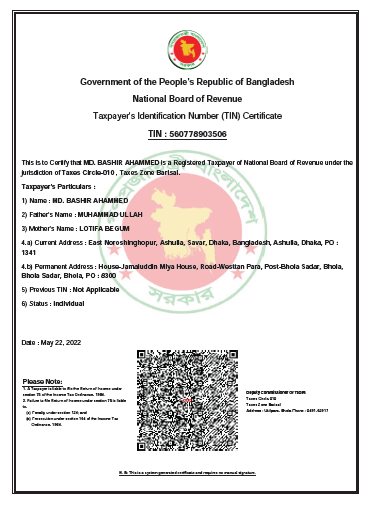 Government of the People's Republic of Bangladesh
National Board of Revenue
Taxpayer's Identification Number (TIN) Certificate
TIN : 560778903506
This is to Certify that MD. BASHIR AHAMMED is a Registered Taxpayer of National Board of Revenue under the
jurisdiction of Taxes Circle-010 , Taxes Zone Barisal.
Taxpayer's Particulars :
1) Name : MD. BASHIR AHAMMED
2) Father's Name : MUHAMMAD ULLAH
3) Mother's Name : LOTIFA BEGUM
4.a) Current Address : East Noroshinghopur, Ashulia, Savar, Dhaka, Bangladesh, Ashulia, Dhaka, PO :
1341
4.b) Permanent Address : House-Jamaluddin Miya House, Road-Westtan Para, Post-Bhola Sadar, Bhola,
Bhola Sadar, Bhola, PO : 8300
5) Previous TIN : Not Applicable
6) Status : Individual
গণপ্রজাতন্ত্রী বাংলাদেশ
সরকার
Date : May 22, 2022
Please Note:
1. A Taxpayer is liable to file the Return of Income under
section 75 of the Income Tax Ordinance, 1984.
2. Failure to file Return of Income under section 75 is liable
to-
(a) Penalty under section 124; and
(b) Prosecution under section 164 of the Income Tax
Ordinance, 1984.
Deputy Commissioner of Taxes
Taxes Circle-010
Taxes Zone Barisal
Address : Ukilpara, Bhola Phone : 0491-62917
N. B: This is a system generated certificate and requires no manual signature.